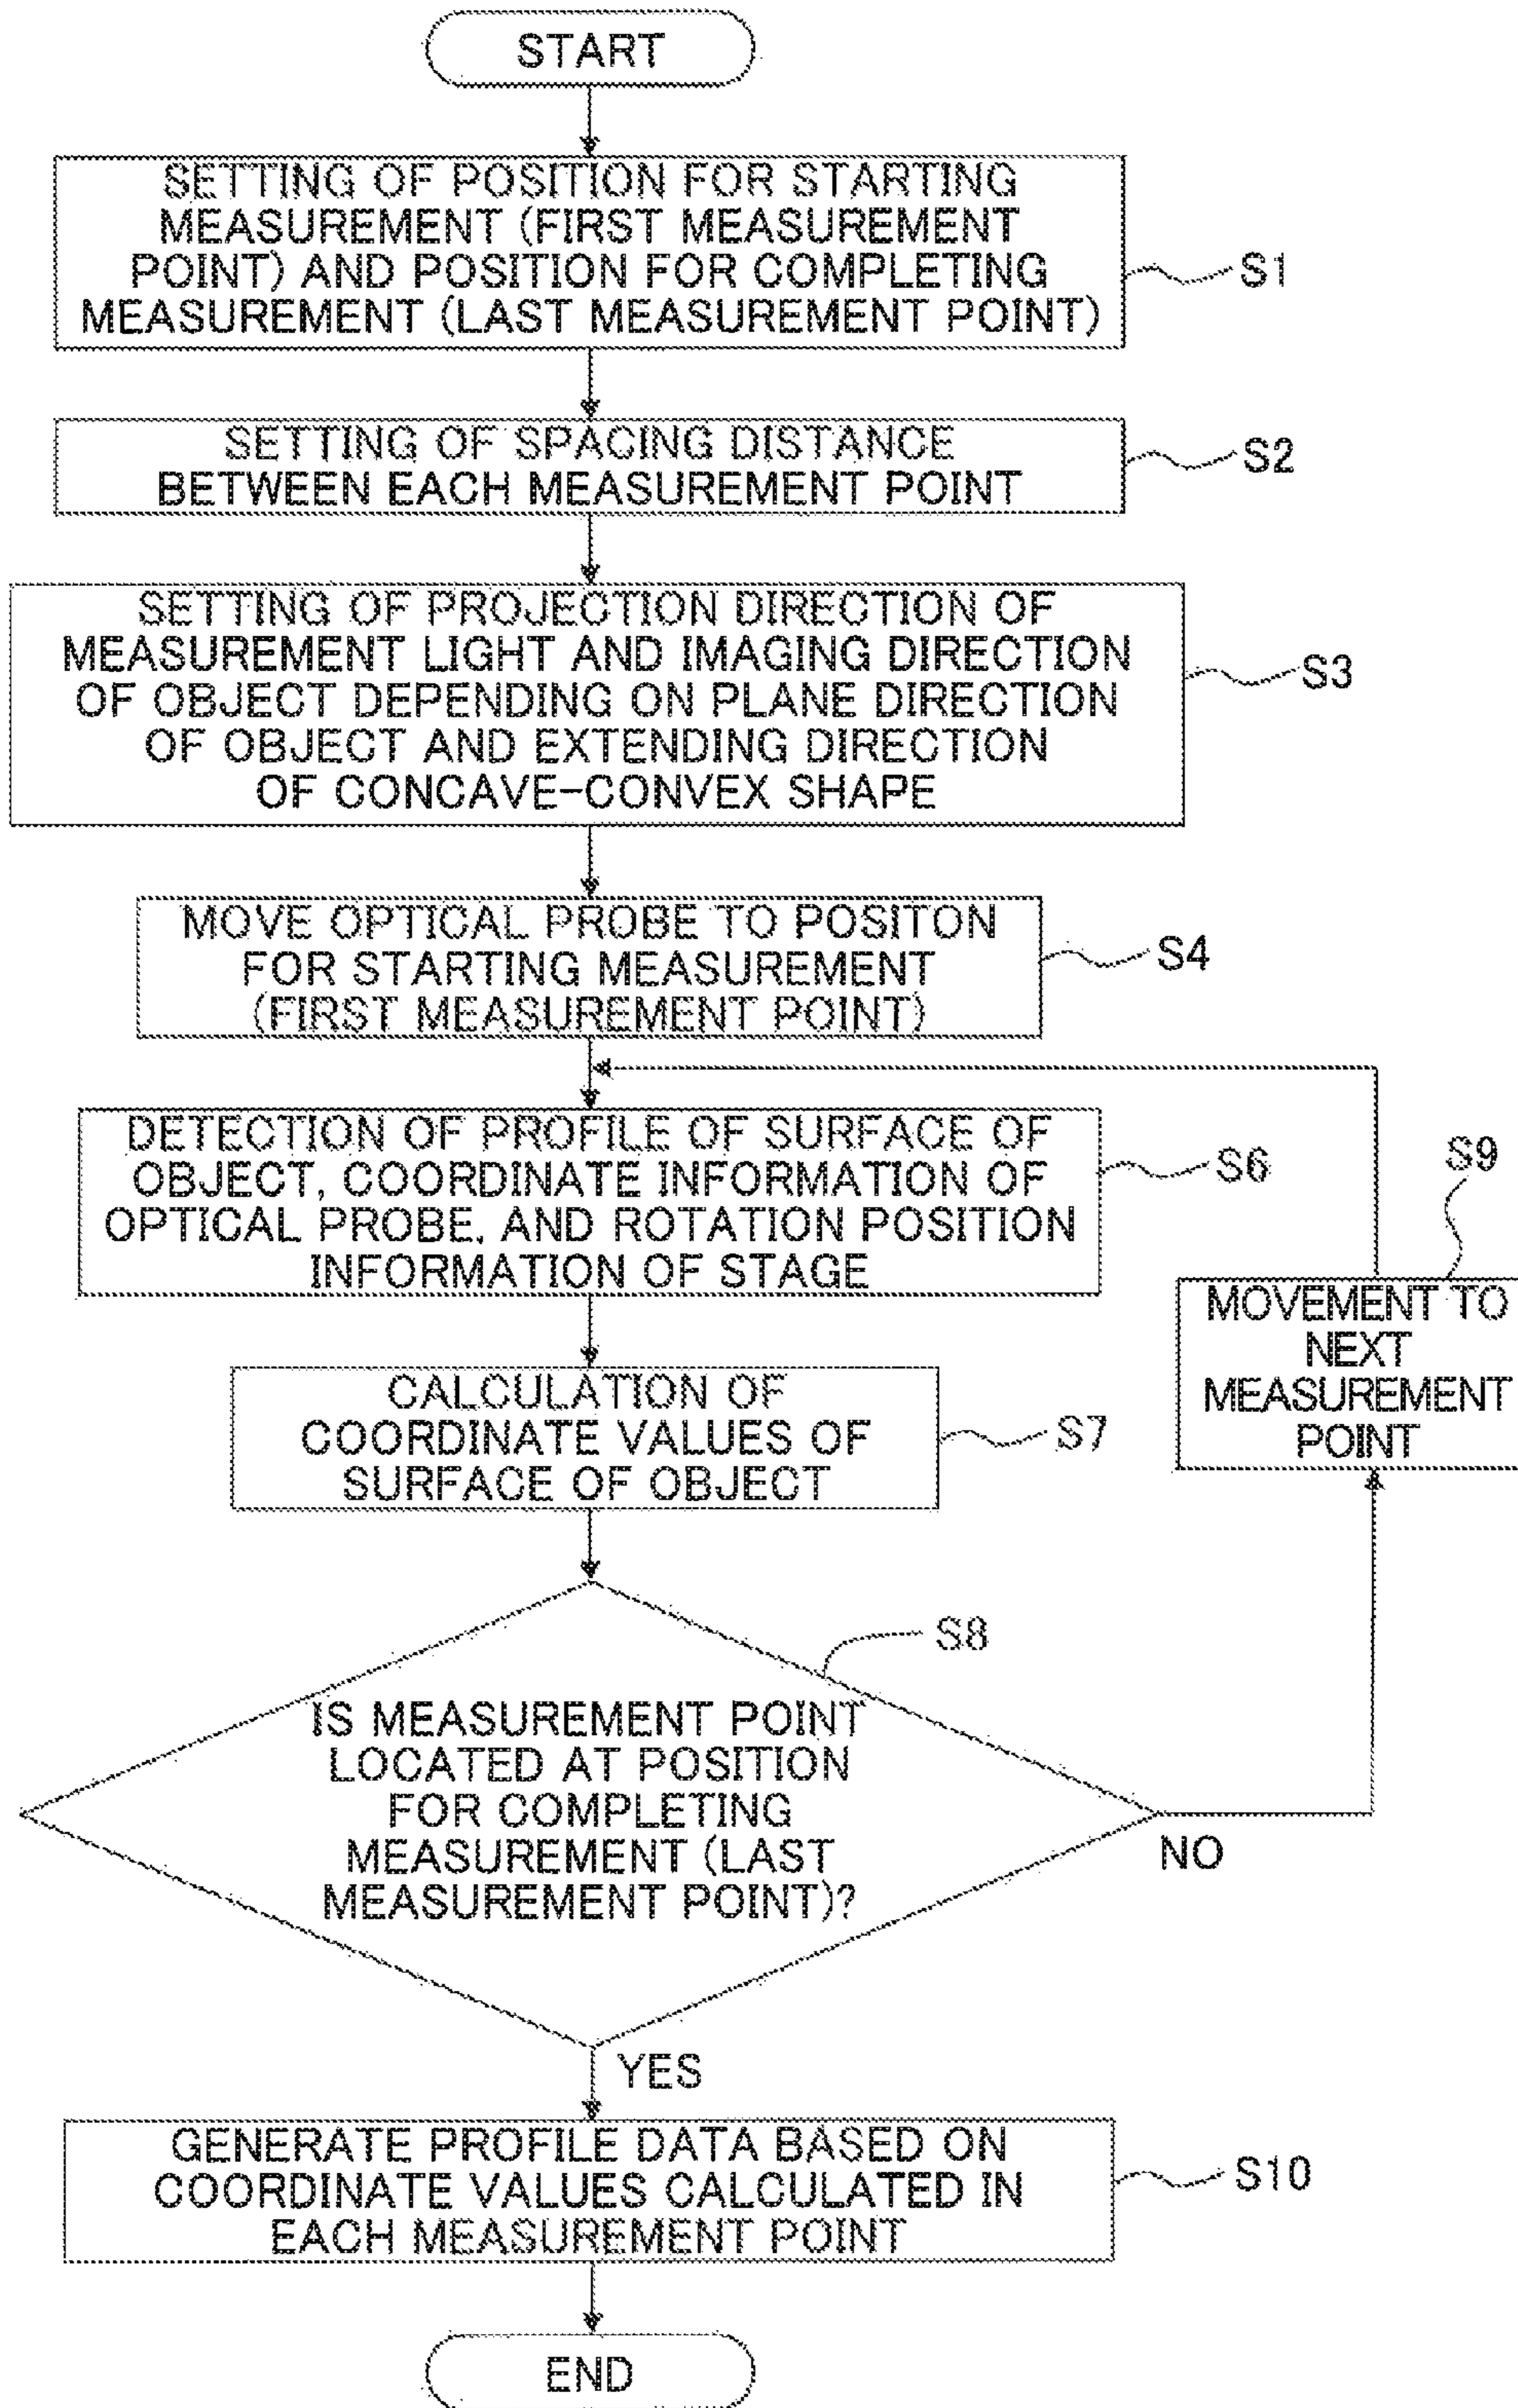 START
SETTING OF POSITION FOR STARTING
MEASUREMENT (FIRST MEASUREMENT
POINT) AND POSITION FOR COMPLETING
MEASUREMENT (LAST MEASUREMENT POINT)
S1
SETTING OF SPACING DISTANCE
BETWEEN EACH MEASUREMENT POINT
S2
SETTING OF PROJECTION DIRECTION OF
MEASUREMENT LIGHT AND IMAGING DIRECTION
OF OBJECT DEPENDING ON PLANE DIRECTION
OF OBJECT AND EXTENDING DIRECTION
OF CONCAVE-CONVEX SHAPE
S3
MOVE OPTICAL PROBE TO POSITON
FOR STARTING MEASUREMENT
(FIRST MEASUREMENT POINT)
S4
DETECTION OF PROFILE OF SURFACE OF
OBJECT, COORDINATE INFORMATION OF
OPTICAL PROBE, AND ROTATION POSITION
INFORMATION OF STAGE
S6
S9
MOVEMENT TO
NEXT
MEASUREMENT
POINT
CALCULATION OF
COORDINATE VALUES OF
SURFACE OF OBJECT
S7
S8
IS MEASUREMENT POINT
LOCATED AT POSITION
FOR COMPLETING
MEASUREMENT (LAST
MEASUREMENT POINT)?
NO
YES
GENERATE PROFILE DATA BASED ON
COORDINATE VALUES CALCULATED IN
EACH MEASUREMENT POINT
S10
END